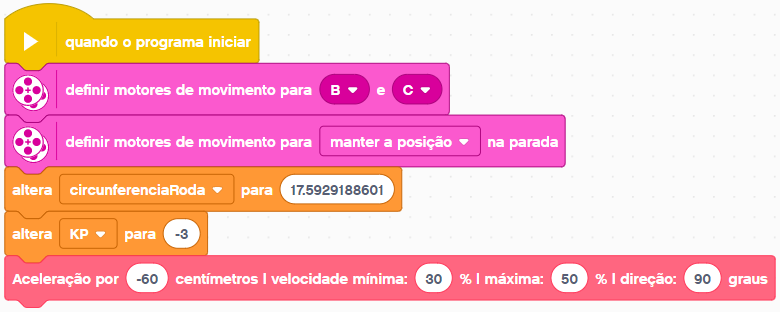 quando o programa iniciar
definir motores de movimento para B e C
definir motores de movimento para manter a posição na parada
altera circunferenciaRoda para 17.5929188601
altera KP para -3
Aceleração por -60 centímetros | velocidade mínima: 30 % | máxima: 50 % | direção: 90 graus